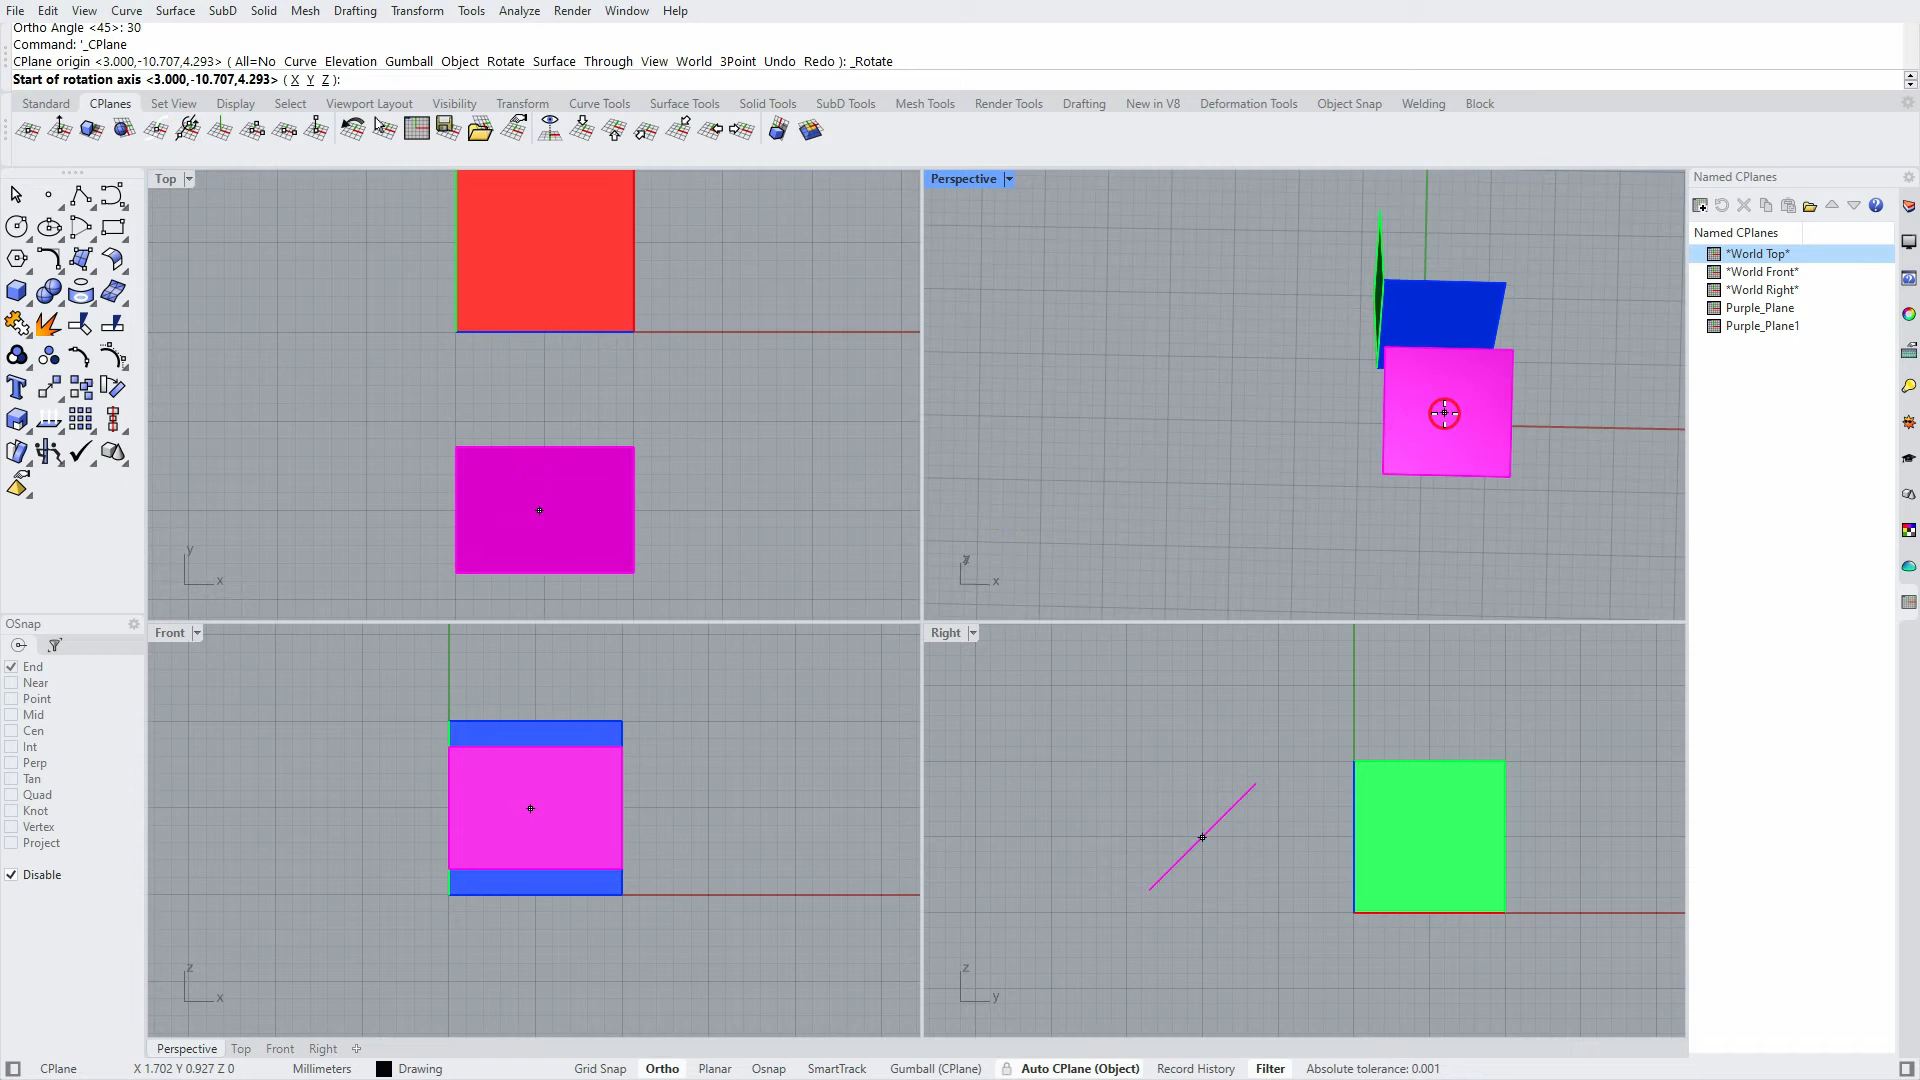 File Edit View Curve Surface SubD Solid Mesh Drafting Transform Tools Analyze Render Window Help
Ortho Angle <45>: 30
Command: '_CPlane
CPlane origin <3.000,-10.707,4.293> ( All=No Curve Elevation Gumball Object Rotate Surface Through View World 3Point Undo Redo ): _Rotate
Start of rotation axis <3.000,-10.707,4.293> ( X Y Z ):
Standard CPlanes Set View Display Select Viewport Layout Visibility Transform Curve Tools Surface Tools Solid Tools SubD Tools Mesh Tools Render Tools Drafting New in V8 Deformation Tools Object Snap Welding Block
Top
y
x
Perspective
x
Named CPlanes
Named CPlanes
*World Top*
*World Front*
*World Right*
Purple_Plane
Purple_Plane1
OSnap
End
Near
Point
Mid
Cen
Int
Perp
Tan
Quad
Knot
Vertex
Project
Disable
Front
z
x
Right
z
y
Perspective Top Front Right
CPlane X 1.702 Y 0.927 Z 0 Millimeters Drawing Grid Snap Ortho Planar Osnap SmartTrack Gumball (CPlane) Auto CPlane (Object) Record History Filter Absolute tolerance: 0.001